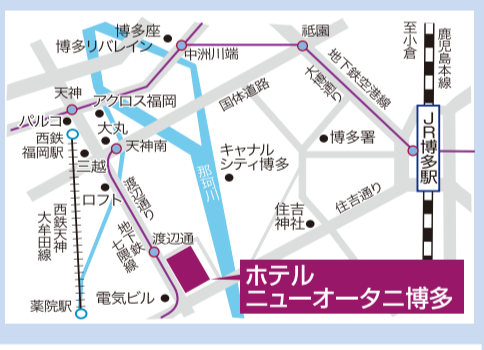 博多座
博多リバレイン
中洲川端
祇園
至小倉
鹿児島本線
地下鉄空港線
大博通り
天神
アクロス福岡
国体道路
パルコ
大丸
西鉄
福岡駅
天神南
三越
キャナル
シティ博多
博多署
JR博多駅
那珂川
ロフト
渡辺通り
住吉通り
住吉
神社
西鉄天神
大牟田線
地下鉄
七隈線
渡辺通
ホテル
ニューオータニ博多
電気ビル
薬院駅